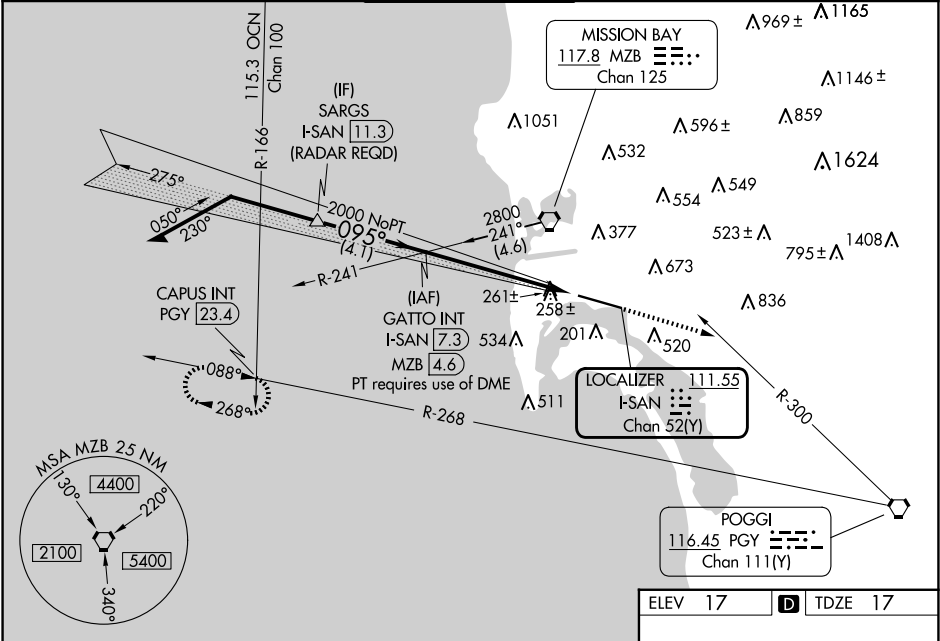 969 ±
1165
1146 ±
115.3 OCN
Chan 100
R-166
MISSION BAY
117.8 MZB
Chan 125
(IF)
SARGS
I-SAN 11.3
(RADAR REQD)
1051
596±
859
532
1624
554
549
275°
050°
230°
2000 NoPT
095°
(4.1)
2800
241°
(4.6)
R-241
377
523±
795±
1408
673
836
CAPUS INT
PGY 23.4
(IAF)
GATTO INT
I-SAN 7.3
MZB 4.6
PT requires use of DME
261±
258±
534
201
520
088°
268°
511
R-268
LOCALIZER 111.55
I-SAN
Chan 52(Y)
R-300
MSA MZB 25 NM
130°
4400
220°
2100
5400
340°
POGGI
116.45 PGY
Chan 111(Y)
ELEV 17 D TDZE 17